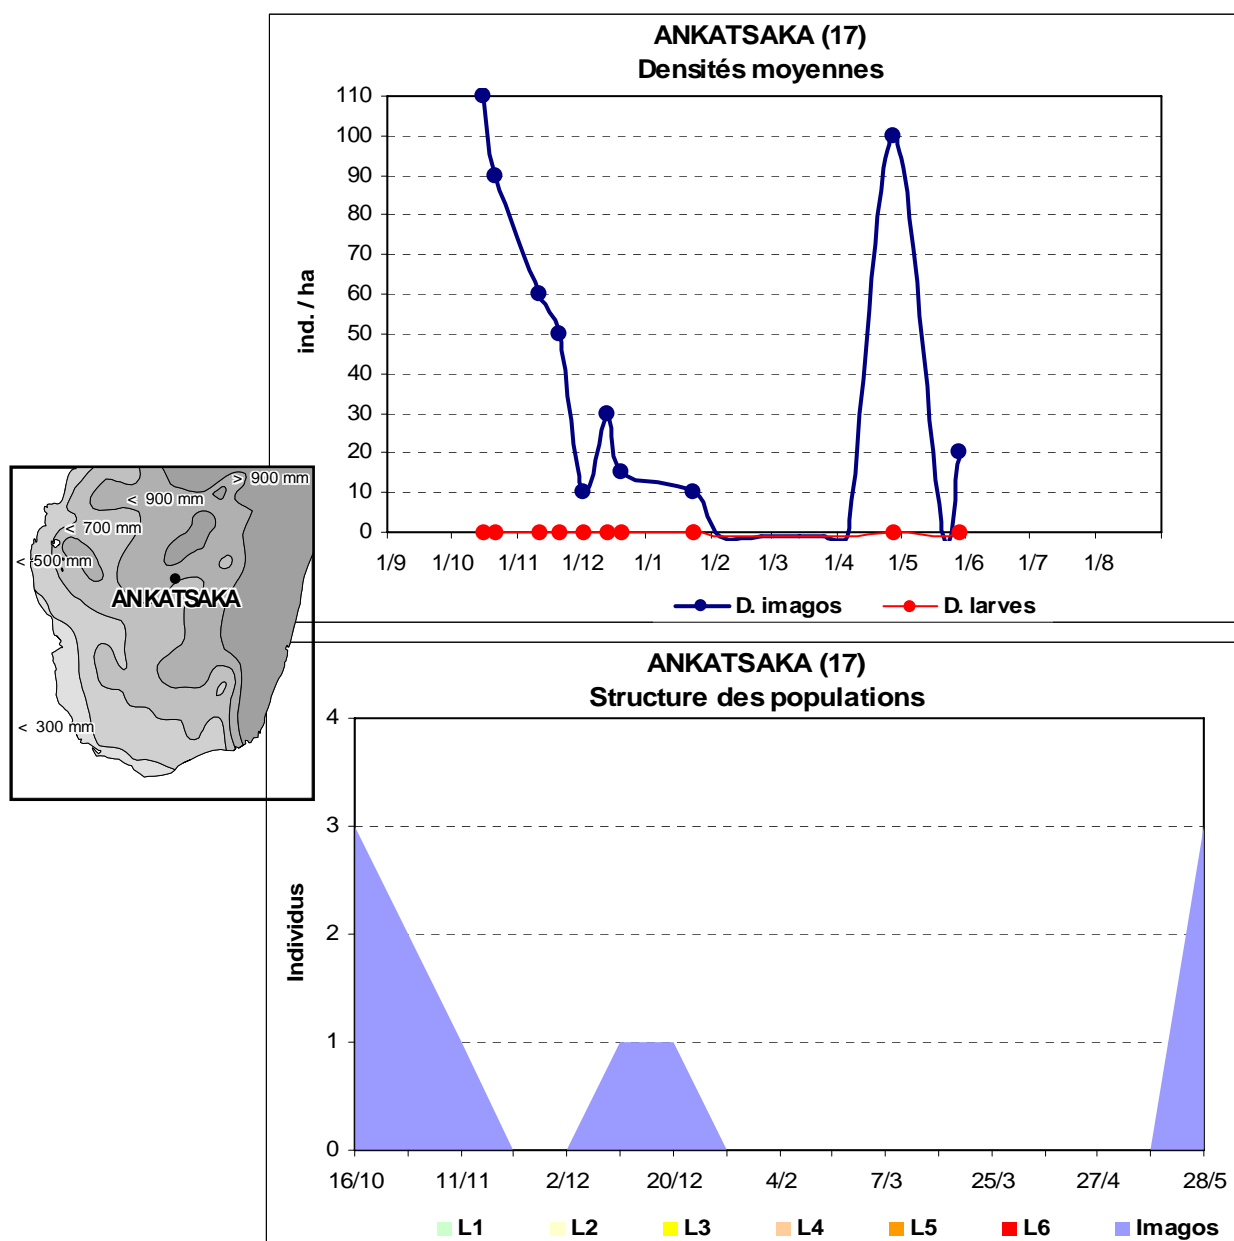 ANKATSAKA (17)
Densités moyennes
ind. / ha
110
100
90
80
70
60
50
40
30
20
10
0
1/9 1/10 1/11 1/12 1/1 1/2 1/3 1/4 1/5 1/6 1/7 1/8
D. imagos D. larves
> 900 mm
< 900 mm
< 700 mm
< 500 mm
ANKATSAKA
< 300 mm
ANKATSAKA (17)
Structure des populations
Individus
4
3
2
1
0
16/10 11/11 2/12 20/12 4/2 7/3 25/3 27/4 28/5
L1 L2 L3 L4 L5 L6 Imagos